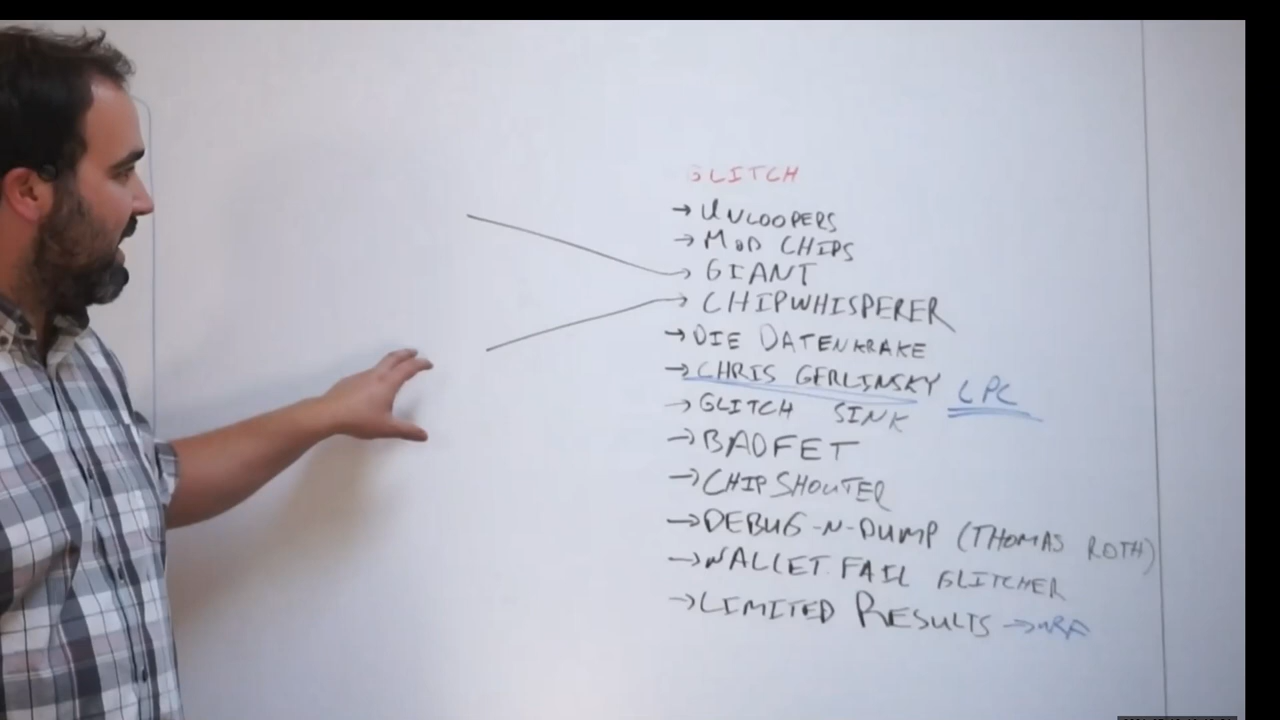 GLITCH
→ UNLOOPERS
→ MOD CHIPS
→ GIANT
→ CHIPWHISPERER
→ DIE DATENKRAKE
→ CHRIS GERLINSKY LPC
→ GLITCH SINK
→ BADFET
→ CHIPSHOUTER
→ DEBUG-N-DUMP (THOMAS ROTH)
→ WALLET.FAIL GLITCHER
→ LIMITED RESULTS → nRF